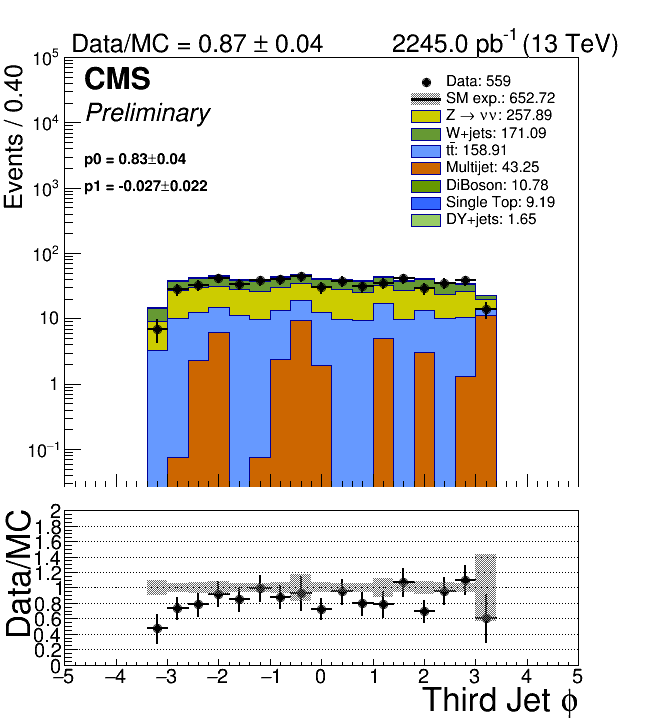 Data/MC = 0.87 ± 0.04 2245.0 pb⁻¹ (13 TeV)
CMS
Preliminary
p0 = 0.83±0.04
p1 = -0.027±0.022
Data: 559
SM exp.: 652.72
Z → νν: 257.89
W+jets: 171.09
tt̄: 158.91
Multijet: 43.25
DiBoson: 10.78
Single Top: 9.19
DY+jets: 1.65
Events / 0.40
10⁵
10⁴
10³
10²
10
1
10⁻¹
Data/MC
2
1.8
1.6
1.4
1.2
1
0.8
0.6
0.4
0.2
0
−5 −4 −3 −2 −1 0 1 2 3 4 5
Third Jet ϕ